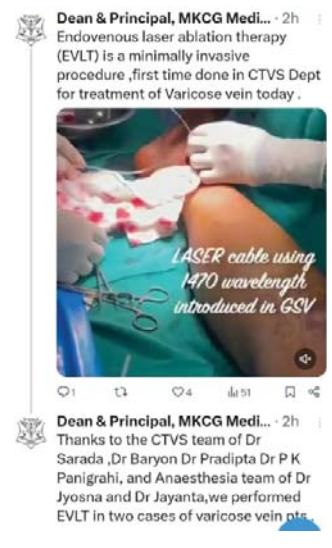 Dean & Principal, MKCG Medi... · 2h
Endovenous laser ablation therapy
(EVLT) is a minimally invasive
procedure ,first time done in CTVS Dept
for treatment of Varicose vein today .
LASER cable using
1470 wavelength
introduced in GSV
1 4 51
Dean & Principal, MKCG Medi... · 2h
Thanks to the CTVS team of Dr
Sarada ,Dr Baryon Dr Pradipta Dr P K
Panigrahi, and Anaesthesia team of Dr
Jyosna and Dr Jayanta,we performed
EVLT in two cases of varicose vein pts.